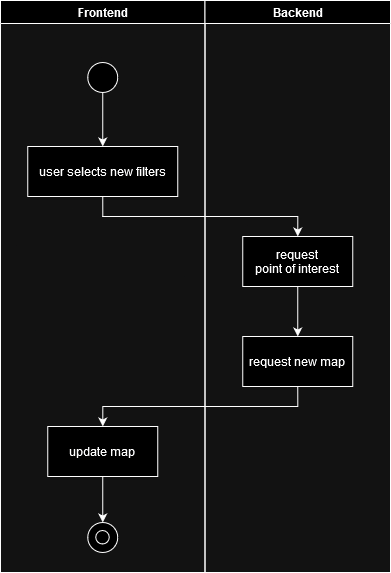 Frontend
Backend
user selects new filters
request
point of interest
request new map
update map